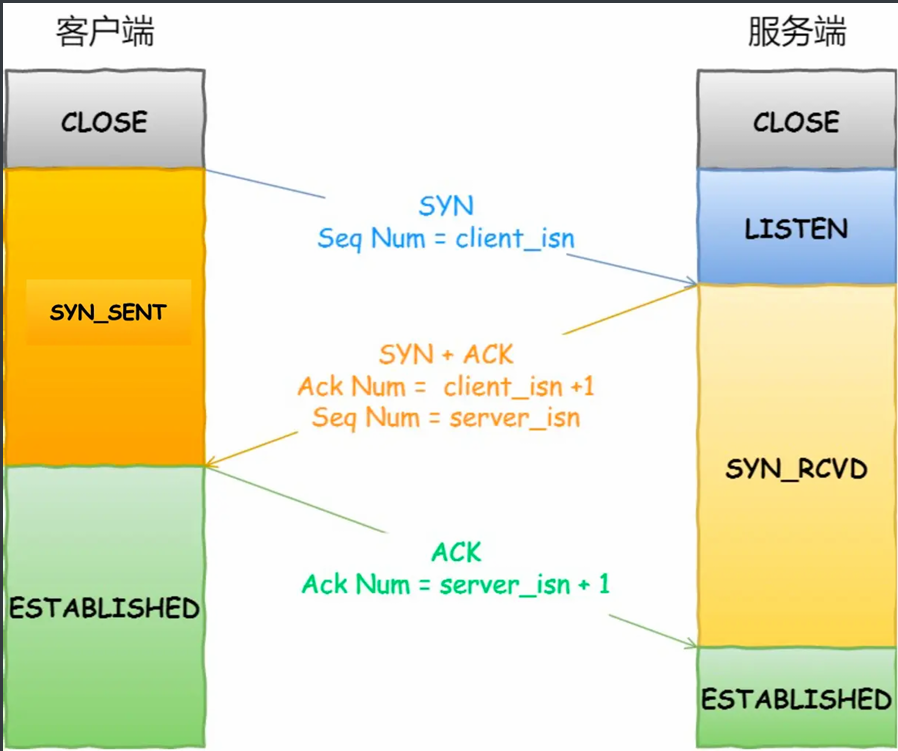 客户端
服务端
CLOSE
CLOSE
SYN
Seq Num = client_isn
LISTEN
SYN_SENT
SYN + ACK
Ack Num = client_isn +1
Seq Num = server_isn
SYN_RCVD
ACK
Ack Num = server_isn + 1
ESTABLISHED
ESTABLISHED